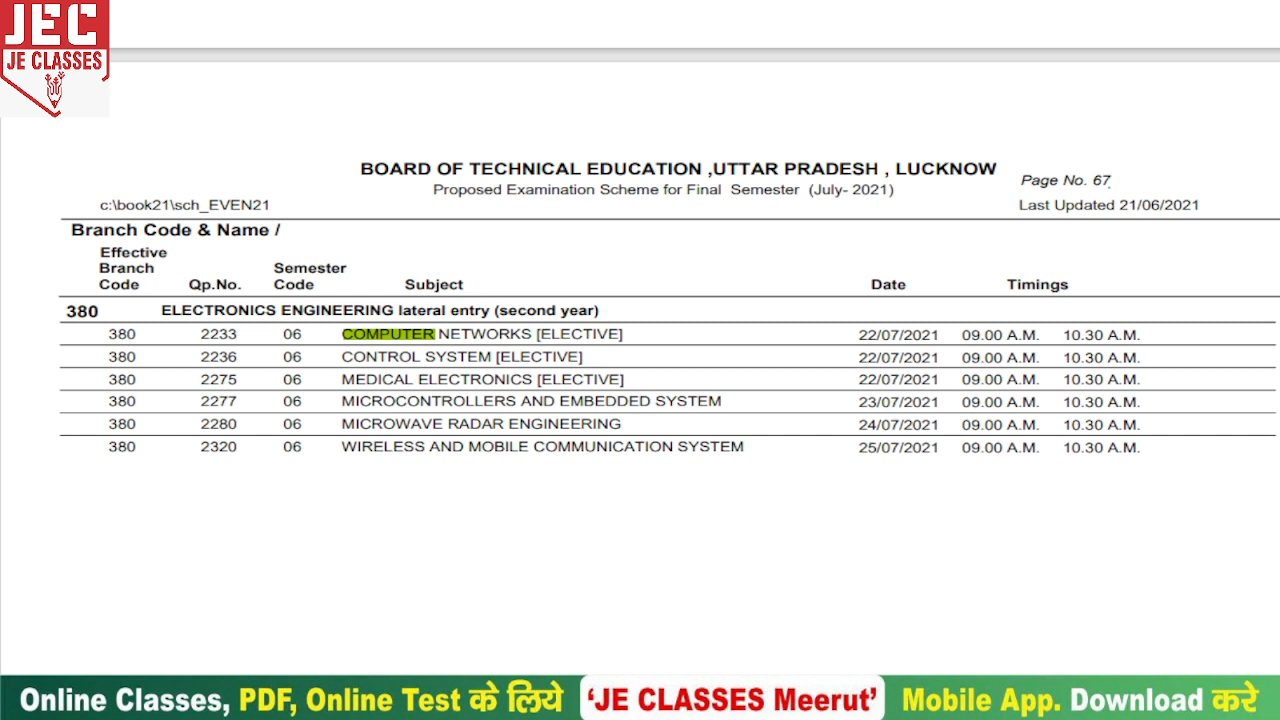 JEC
JE CLASSES
BOARD OF TECHNICAL EDUCATION ,UTTAR PRADESH , LUCKNOW
Page No. 67
Proposed Examination Scheme for Final Semester (July- 2021)
c:\book21\sch_EVEN21 Last Updated 21/06/2021
Branch Code & Name /
Effective
Branch Semester
Code Qp.No. Code Subject Date Timings
380 ELECTRONICS ENGINEERING lateral entry (second year)
380 2233 06 COMPUTER NETWORKS [ELECTIVE] 22/07/2021 09.00 A.M. 10.30 A.M.
380 2236 06 CONTROL SYSTEM [ELECTIVE] 22/07/2021 09.00 A.M. 10.30 A.M.
380 2275 06 MEDICAL ELECTRONICS [ELECTIVE] 22/07/2021 09.00 A.M. 10.30 A.M.
380 2277 06 MICROCONTROLLERS AND EMBEDDED SYSTEM 23/07/2021 09.00 A.M. 10.30 A.M.
380 2280 06 MICROWAVE RADAR ENGINEERING 24/07/2021 09.00 A.M. 10.30 A.M.
380 2320 06 WIRELESS AND MOBILE COMMUNICATION SYSTEM 25/07/2021 09.00 A.M. 10.30 A.M.
Online Classes, PDF, Online Test के लिये ‘JE CLASSES Meerut’ Mobile App. Download करे